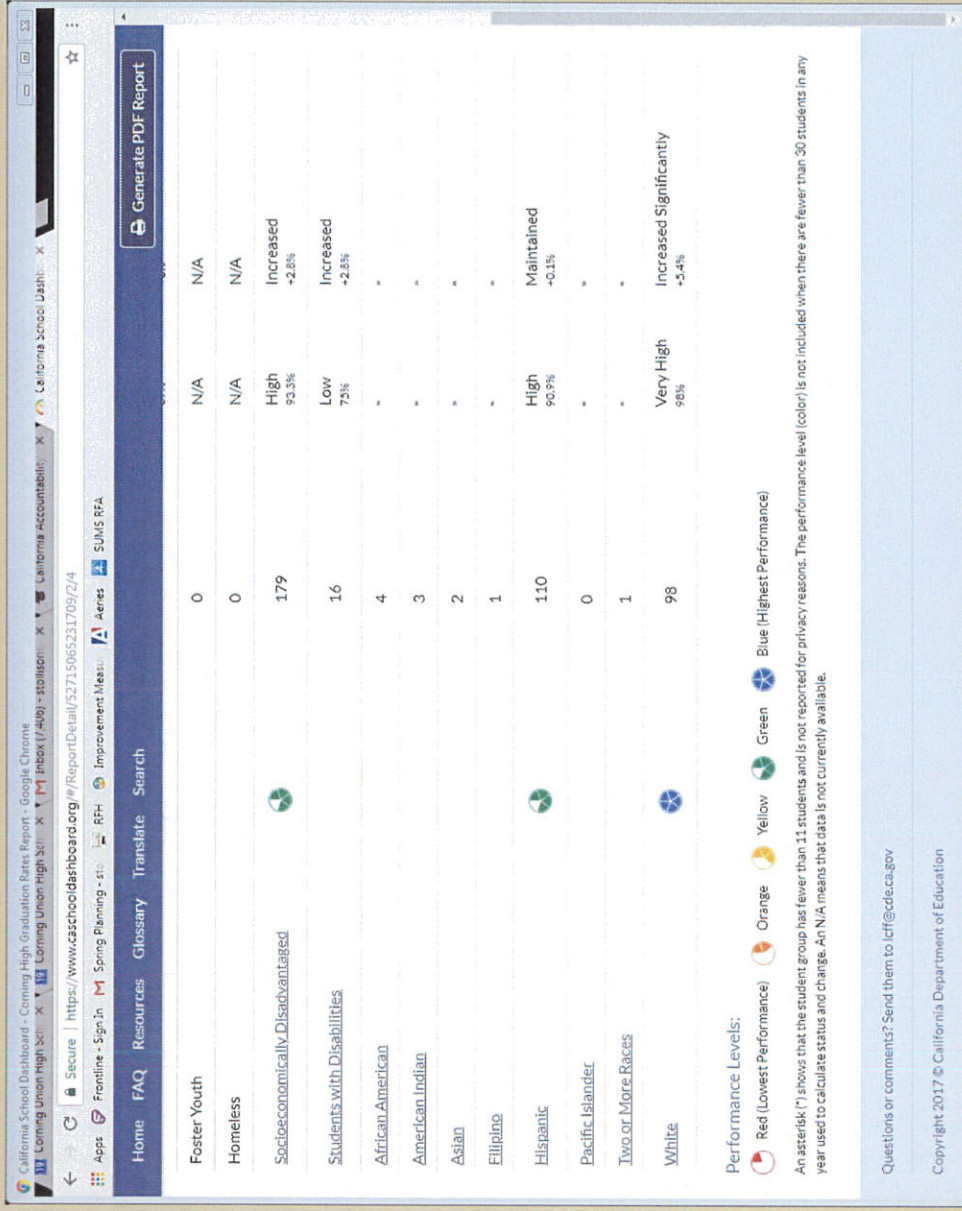 California School Dashboard - Corning High Graduation Rates Report - Google Chrome
Corning Union High Sch Corning Union High Sch Inbox (7,406) - stollison California Accountabilit California School Dashb
Secure | https://www.caschooldashboard.org/#/ReportDetail/52715065231709/2/4
Apps Frontline - Sign In Spring Planning - sto RFH Improvement Measu Aeries SUMS RFA
Home FAQ Resources Glossary Translate Search Generate PDF Report
Foster Youth 0 N/A N/A
Homeless 0 N/A N/A
Socioeconomically Disadvantaged 179 High Increased
93.3% +2.8%
Students with Disabilities 16 Low Increased
75% +2.8%
African American 4 * *
American Indian 3 * *
Asian 2 * *
Filipino 1 * *
Hispanic 110 High Maintained
90.9% +0.1%
Pacific Islander 0 * *
Two or More Races 1 * *
White 98 Very High Increased Significantly
98% +5.4%
Performance Levels:
Red (Lowest Performance) Orange Yellow Green Blue (Highest Performance)
An asterisk (*) shows that the student group has fewer than 11 students and is not reported for privacy reasons. The performance level (color) is not included when there are fewer than 30 students in any
year used to calculate status and change. An N/A means that data is not currently available.
Questions or comments? Send them to lcff@cde.ca.gov
Copyright 2017 © California Department of Education